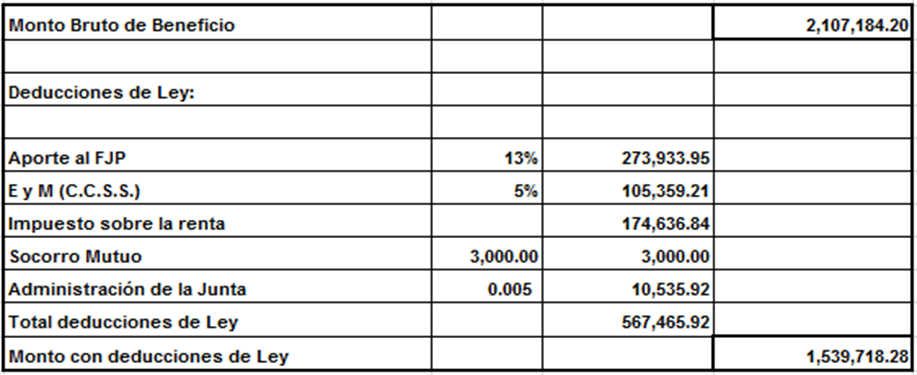 Monto Bruto de Beneficio 2,107,184.20
Deducciones de Ley:
Aporte al FJP 13% 273,933.95
E y M (C.C.S.S.) 5% 105,359.21
Impuesto sobre la renta 174,636.84
Socorro Mutuo 3,000.00 3,000.00
Administración de la Junta 0.005 10,535.92
Total deducciones de Ley 567,465.92
Monto con deducciones de Ley 1,539,718.28